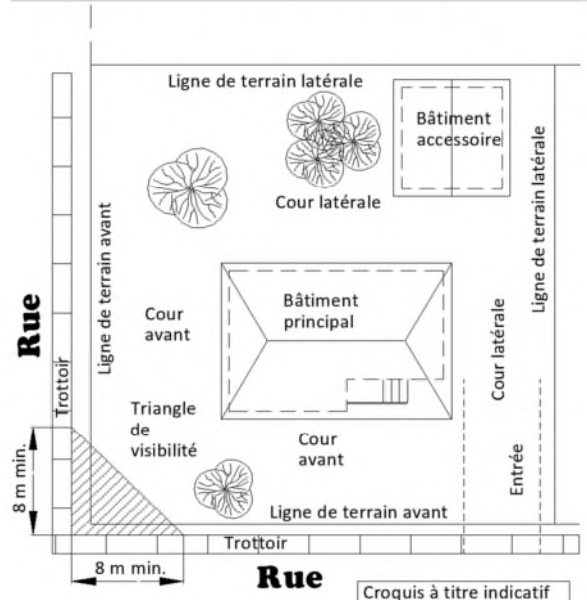 Ligne de terrain latérale
Bâtiment
accessoire
Cour latérale
Ligne de terrain latérale
Ligne de terrain avant
Rue
Trottoir
Cour
avant
Bâtiment
principal
Cour latérale
Triangle
de
visibilité
Cour
avant
Entrée
8 m min.
Ligne de terrain avant
Trottoir
8 m min.
Rue
Croquis à titre indicatif